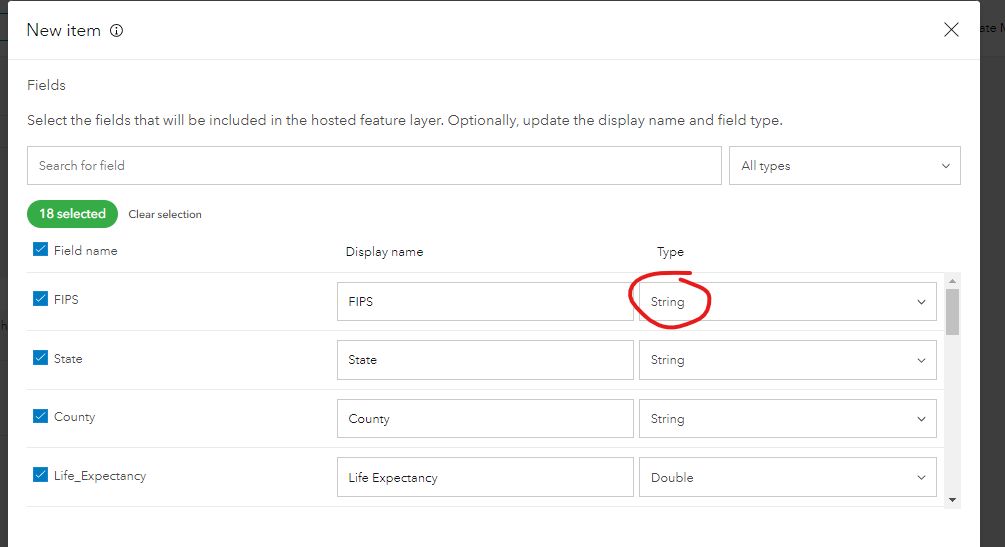 New item
Fields
Select the fields that will be included in the hosted feature layer. Optionally, update the display name and field type.
Search for field All types
18 selected Clear selection
Field name Display name Type
FIPS FIPS String
State State String
County County String
Life_Expectancy Life Expectancy Double